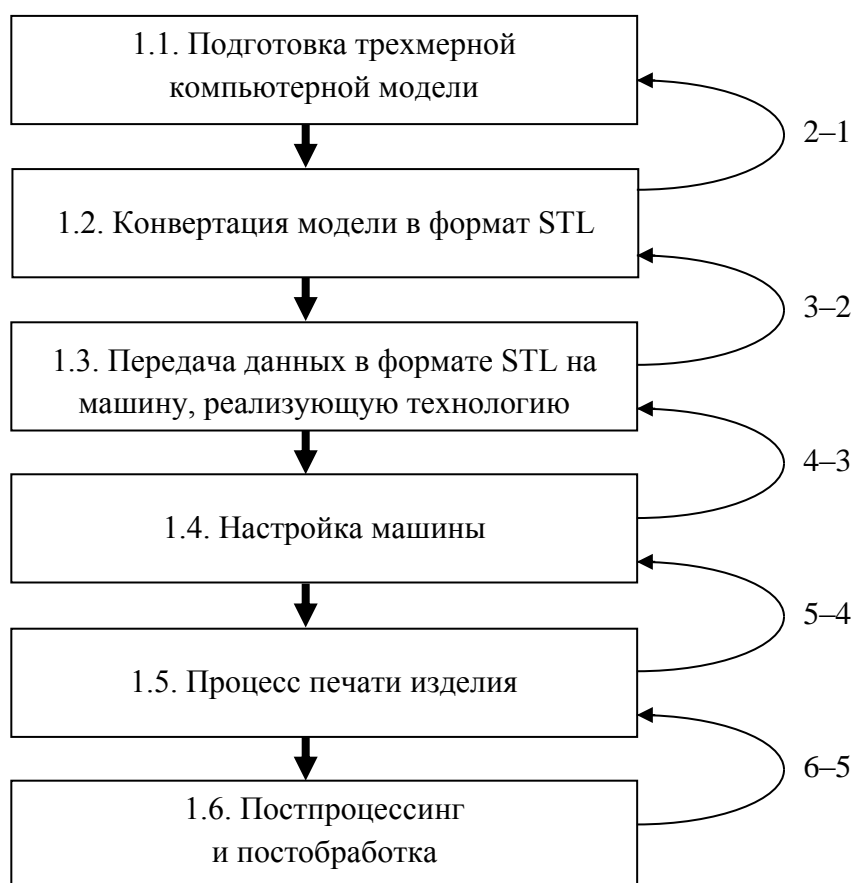 1.1. Подготовка трехмерной
компьютерной модели
2–1
1.2. Конвертация модели в формат STL
3–2
1.3. Передача данных в формате STL на
машину, реализующую технологию
4–3
1.4. Настройка машины
5–4
1.5. Процесс печати изделия
6–5
1.6. Постпроцессинг
и постобработка